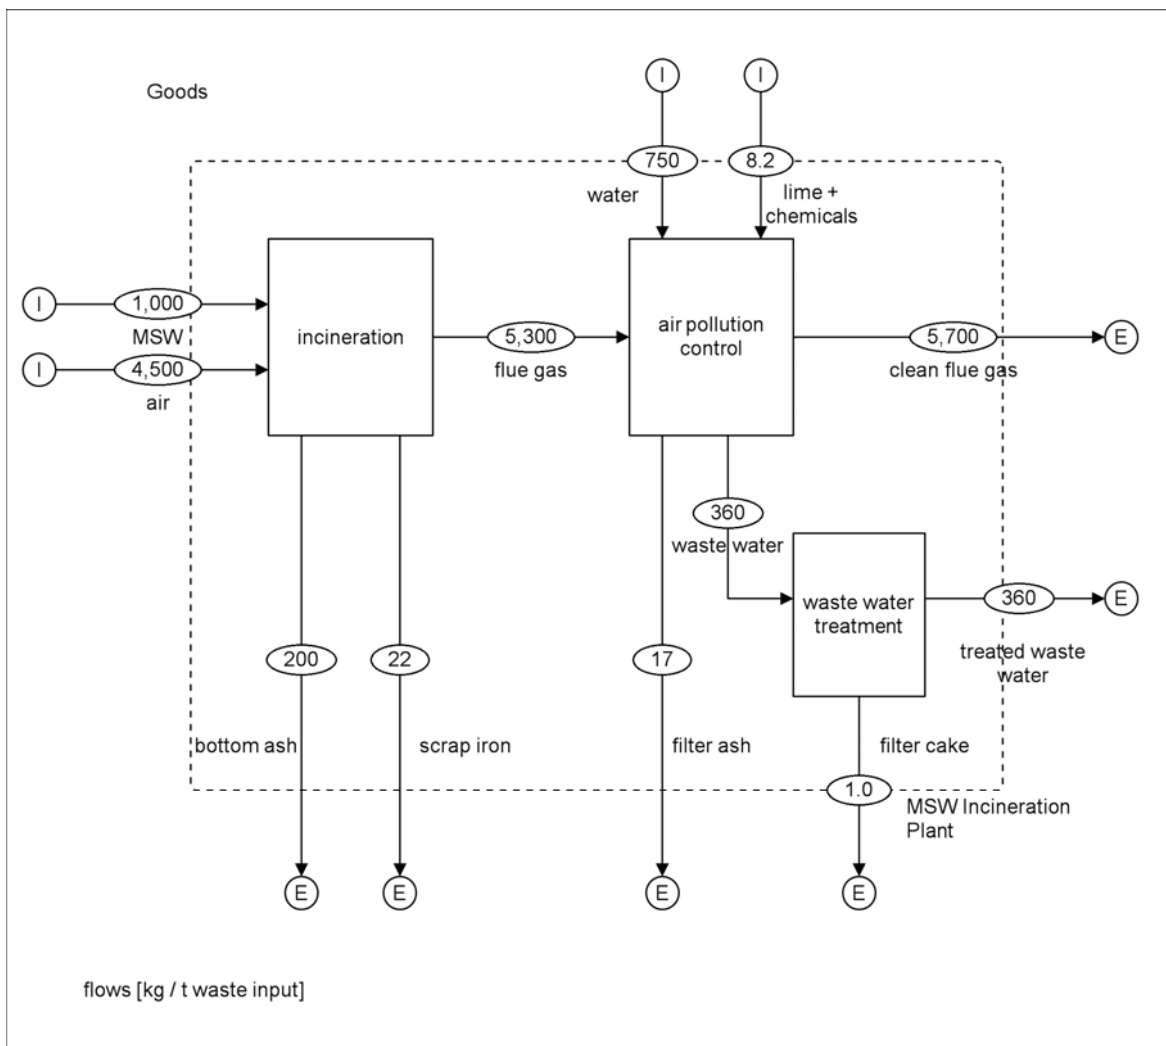 Goods
I
I
750
8.2
water
lime +
chemicals
I
1,000
MSW
incineration
5,300
flue gas
air pollution
control
5,700
clean flue gas
E
I
4,500
air
360
waste water
waste water
treatment
360
E
treated waste
water
200
22
17
bottom ash
scrap iron
filter ash
filter cake
1.0
MSW Incineration
Plant
E
E
E
E
flows [kg / t waste input]